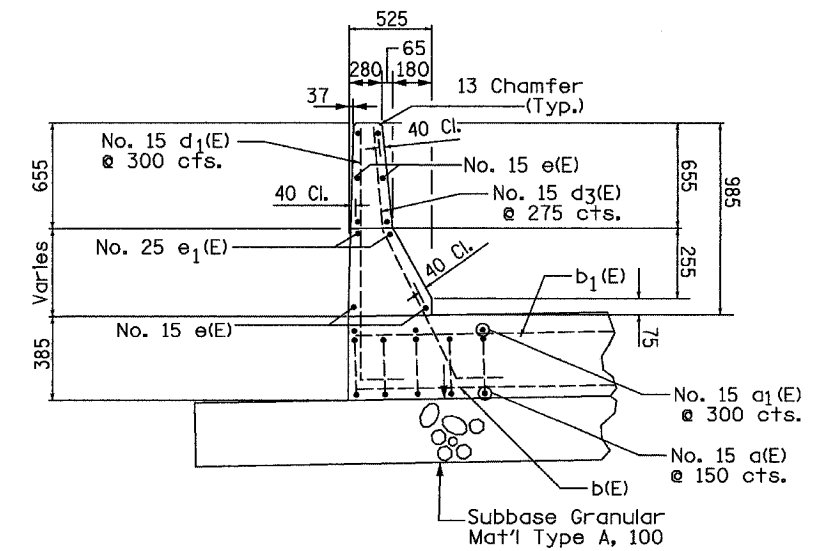 525
65
280
180
37
13 Chamfer
(Typ.)
No. 15 d1(E)
@ 300 cts.
40 Cl.
No. 15 e(E)
655
655
985
40 Cl.
No. 15 d3(E)
@ 275 cts.
No. 25 e1(E)
40 Cl.
255
b1(E)
Varies
No. 15 e(E)
75
385
No. 15 a1(E)
@ 300 cts.
No. 15 a(E)
@ 150 cts.
b(E)
Subbase Granular
Mat'l Type A, 100